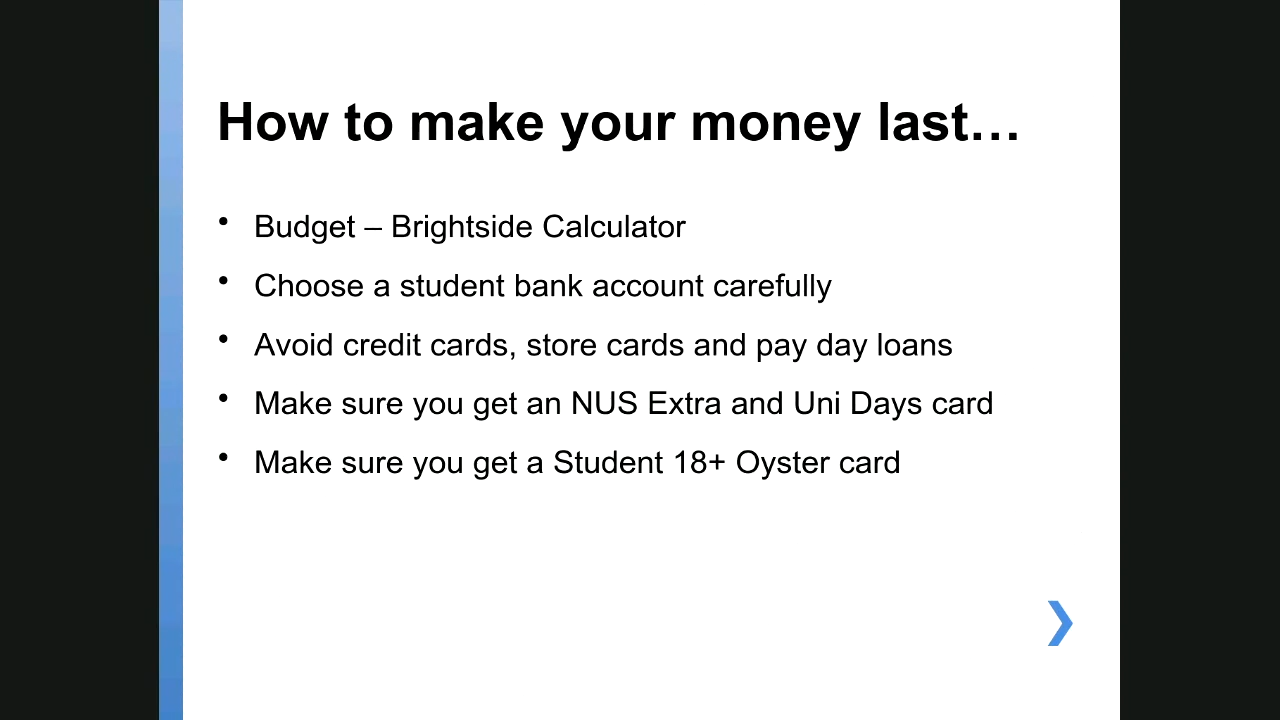 How to make your money last…
• Budget – Brightside Calculator
• Choose a student bank account carefully
• Avoid credit cards, store cards and pay day loans
• Make sure you get an NUS Extra and Uni Days card
• Make sure you get a Student 18+ Oyster card